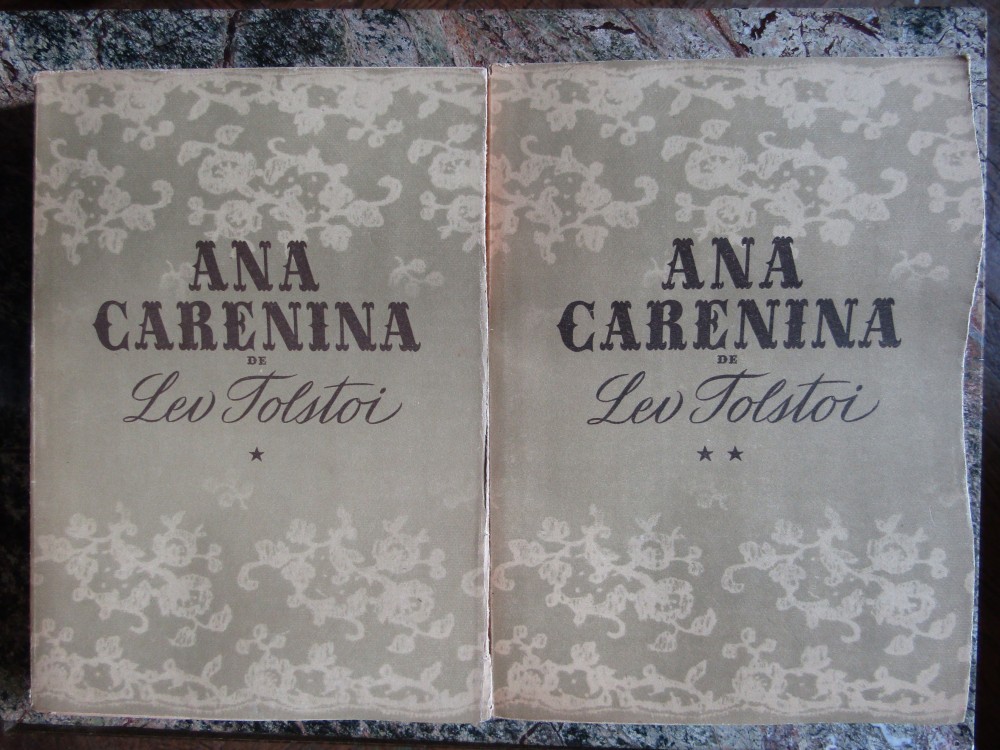 ANA
CARENINA
DE
Lev Tolstoi
★
ANA
CARENINA
DE
Lev Tolstoi
★ ★